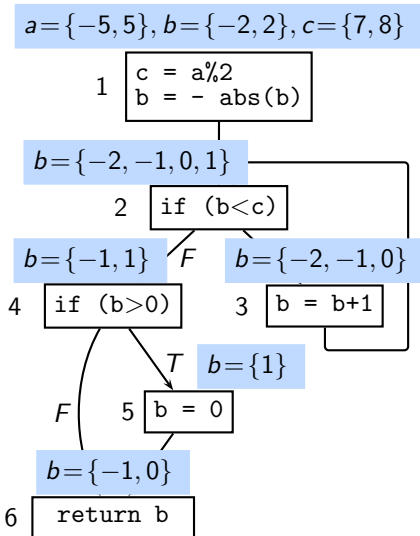 a={−5,5}, b={−2,2}, c={7,8}
1
c = a%2
b = - abs(b)
b={−2,−1,0,1}
2
if (b<c)
b={−1,1}
F
b={−2,−1,0}
4
if (b>0)
3
b = b+1
T
b={1}
F
5
b = 0
b={−1,0}
6
return b